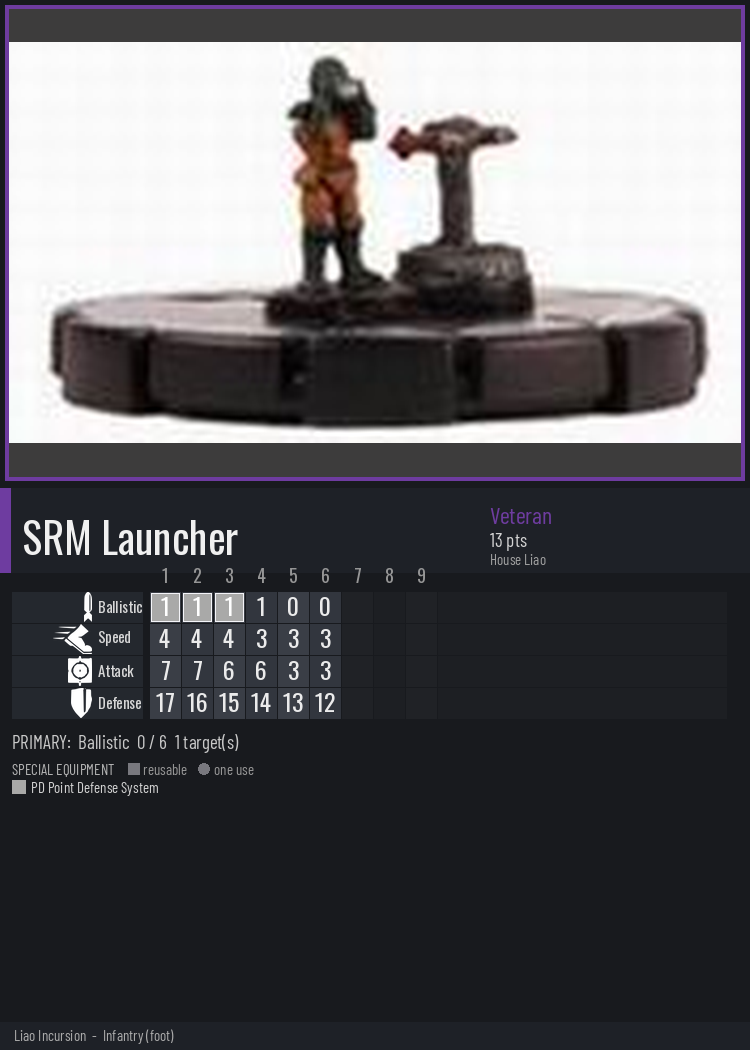 SRM Launcher
Veteran
13 pts
House Liao
1 2 3 4 5 6 7 8 9
Ballistic 1 1 1 1 0 0
Speed 4 4 4 3 3 3
Attack 7 7 6 6 3 3
Defense 17 16 15 14 13 12
PRIMARY: Ballistic 0 / 6 1 target(s)
SPECIAL EQUIPMENT reusable one use
PD Point Defense System
Liao Incursion - Infantry (foot)